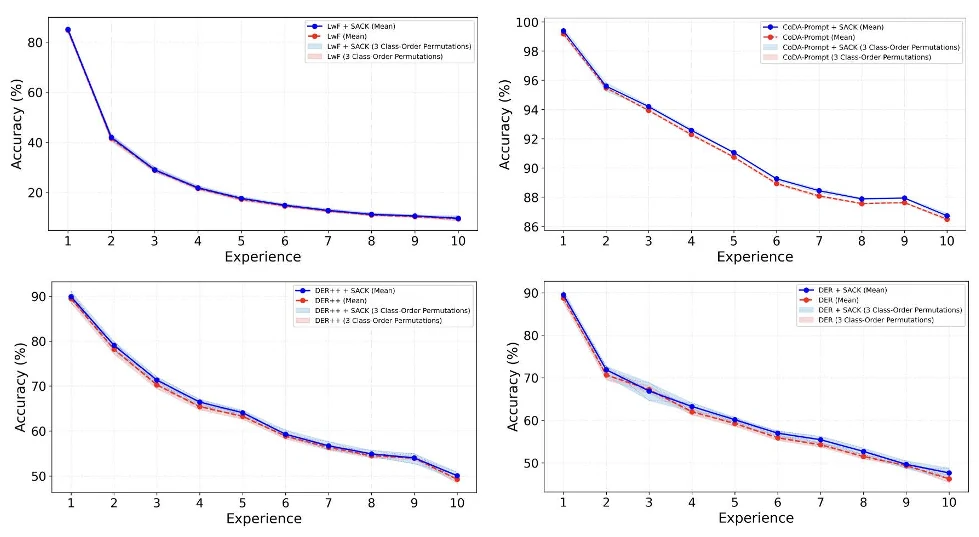 LwF + SACK (Mean)
LwF (Mean)
LwF + SACK (3 Class-Order Permutations)
LwF (3 Class-Order Permutations)
Accuracy (%)
80
60
40
20
1 2 3 4 5 6 7 8 9 10
Experience
CoDA-Prompt + SACK (Mean)
CoDA-Prompt (Mean)
CoDA-Prompt + SACK (3 Class-Order Permutations)
CoDA-Prompt (3 Class-Order Permutations)
Accuracy (%)
100
98
96
94
92
90
88
86
1 2 3 4 5 6 7 8 9 10
Experience
DER++ + SACK (Mean)
DER++ (Mean)
DER++ + SACK (3 Class-Order Permutations)
DER++ (3 Class-Order Permutations)
Accuracy (%)
90
80
70
60
50
1 2 3 4 5 6 7 8 9 10
Experience
DER + SACK (Mean)
DER (Mean)
DER + SACK (3 Class-Order Permutations)
DER (3 Class-Order Permutations)
Accuracy (%)
90
80
70
60
50
1 2 3 4 5 6 7 8 9 10
Experience